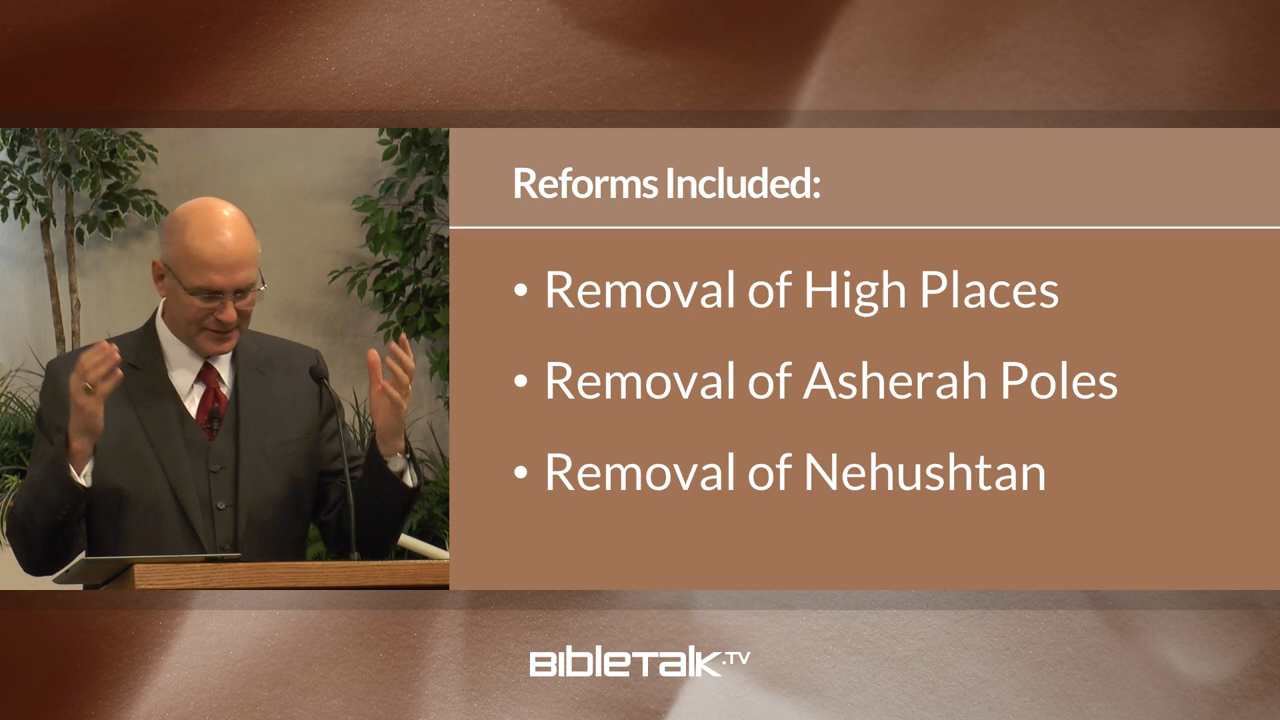 Reforms Included:
• Removal of High Places
• Removal of Asherah Poles
• Removal of Nehushtan
BIBLETALK.TV